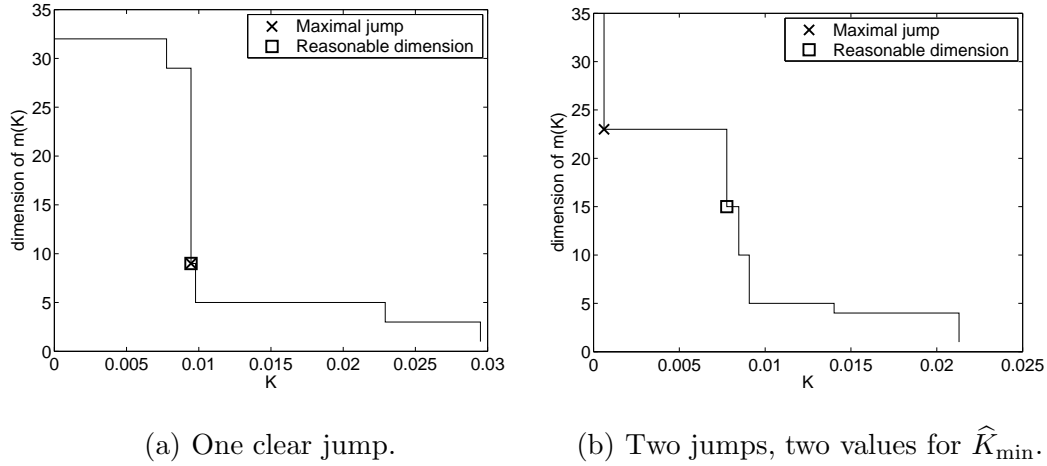 35
30
25
20
15
10
5
0
dimension of m(K)
Maximal jump
Reasonable dimension
0 0.005 0.01 0.015 0.02 0.025 0.03
K
(a) One clear jump.
35
30
25
20
15
10
5
0
dimension of m(K)
Maximal jump
Reasonable dimension
0 0.005 0.01 0.015 0.02 0.025
K
(b) Two jumps, two values for K̂min.